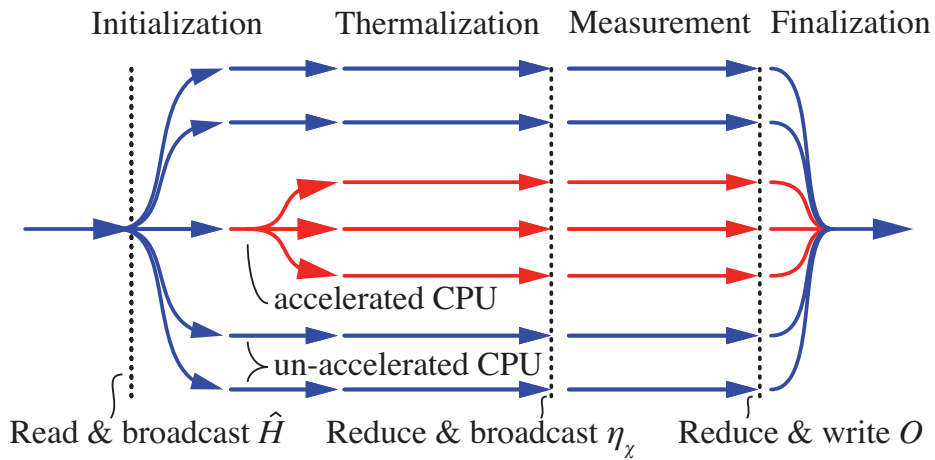 Initialization Thermalization Measurement Finalization
accelerated CPU
un-accelerated CPU
Read & broadcast Ĥ Reduce & broadcast η_χ Reduce & write O